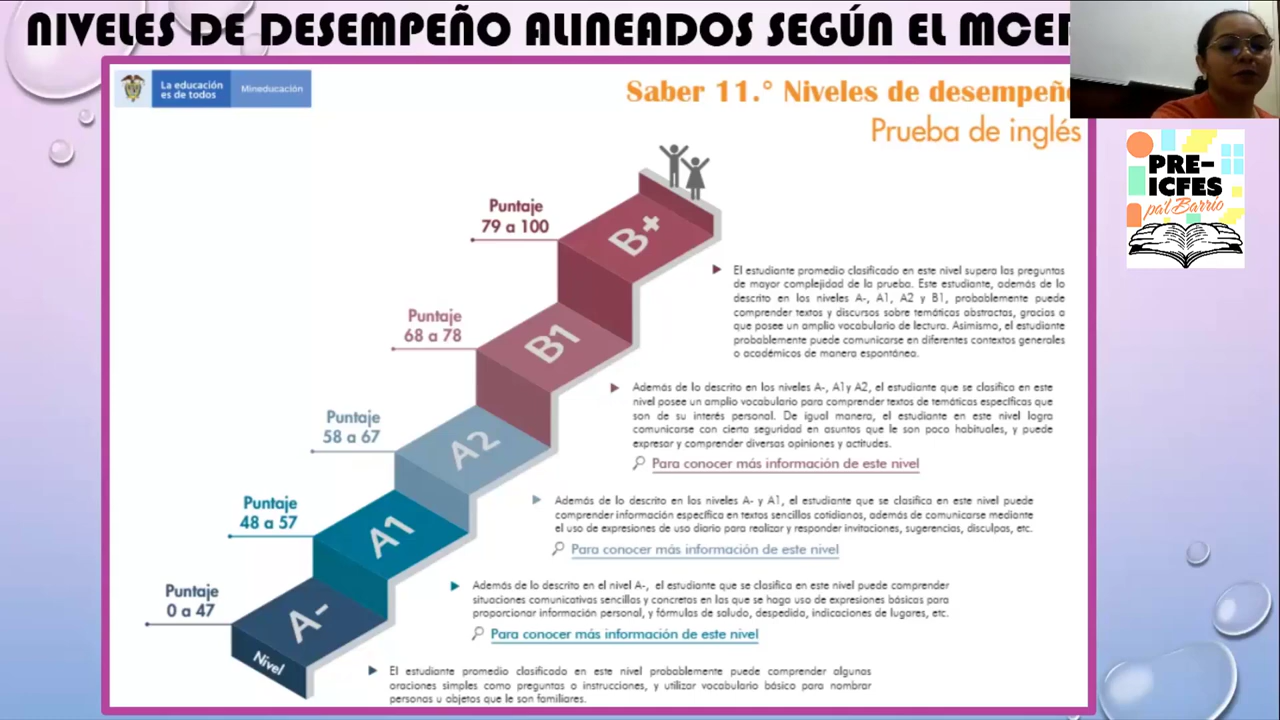 NIVELES DE DESEMPEÑO ALINEADOS SEGÚN EL MCER
La educación
es de todos
Mineducación
Saber 11.° Niveles de desempeño
Prueba de inglés
PRE-
ICFES
pa'l Barrio
Puntaje
79 a 100
B+
El estudiante promedio clasificado en este nivel supera las preguntas
de mayor complejidad de la prueba. Este estudiante, además de lo
descrito en los niveles A-, A1, A2 y B1, probablemente puede
comprender textos y discursos sobre temáticas abstractas, gracias a
que posee un amplio vocabulario de lectura. Asimismo, el estudiante
probablemente puede comunicarse en diferentes contextos generales
o académicos de manera espontánea.
Puntaje
68 a 78
B1
Además de lo descrito en los niveles A-, A1y A2, el estudiante que se clasifica en este
nivel posee un amplio vocabulario para comprender textos de temáticas específicas que
son de su interés personal. De igual manera, el estudiante en este nivel logra
comunicarse con cierta seguridad en asuntos que le son poco habituales, y puede
expresar y comprender diversas opiniones y actitudes.
Para conocer más información de este nivel
Puntaje
58 a 67
A2
Además de lo descrito en los niveles A- y A1, el estudiante que se clasifica en este nivel puede
comprender información específica en textos sencillos cotidianos, además de comunicarse mediante
el uso de expresiones de uso diario para realizar y responder invitaciones, sugerencias, disculpas, etc.
Para conocer más información de este nivel
Puntaje
48 a 57
A1
Además de lo descrito en el nivel A-, el estudiante que se clasifica en este nivel puede comprender
situaciones comunicativas sencillas y concretas en las que se haga uso de expresiones básicas para
proporcionar información personal, y fórmulas de saludo, despedida, indicaciones de lugares, etc.
Para conocer más información de este nivel
Puntaje
0 a 47
A-
Nivel
El estudiante promedio clasificado en este nivel probablemente puede comprender algunas
oraciones simples como preguntas o instrucciones, y utilizar vocabulario básico para nombrar
personas u objetos que le son familiares.